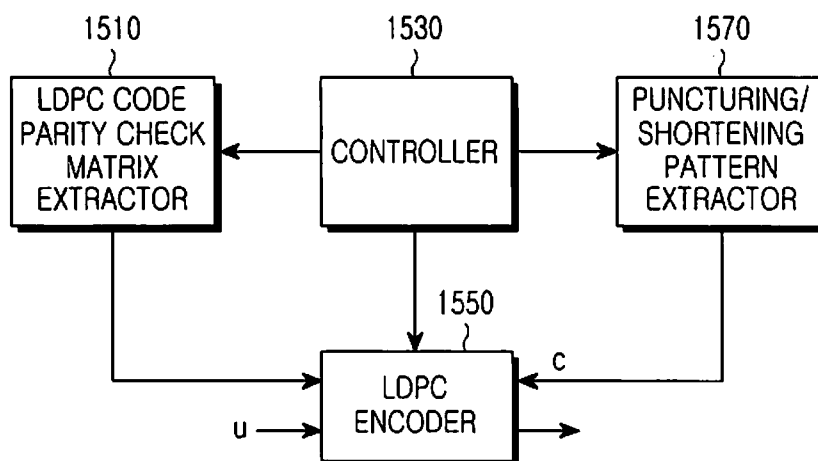 1510
1530
1570
LDPC CODE
PARITY CHECK
MATRIX
EXTRACTOR
CONTROLLER
PUNCTURING/
SHORTENING
PATTERN
EXTRACTOR
1550
LDPC
ENCODER
c
u